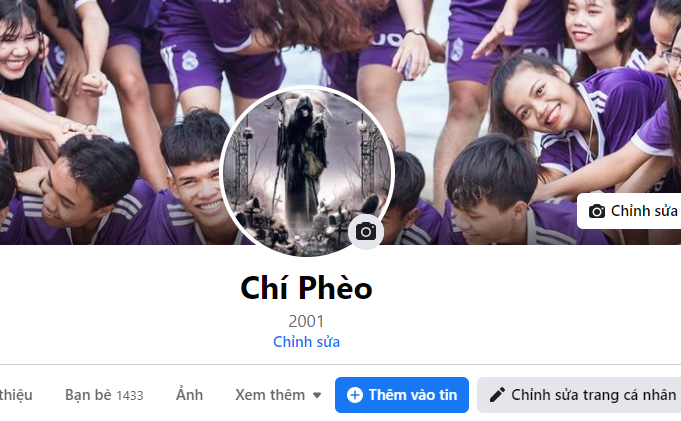 Chỉnh sửa
Chí Phèo
2001
Chỉnh sửa
thiệu Bạn bè 1433 Ảnh Xem thêm Thêm vào tin Chỉnh sửa trang cá nhân